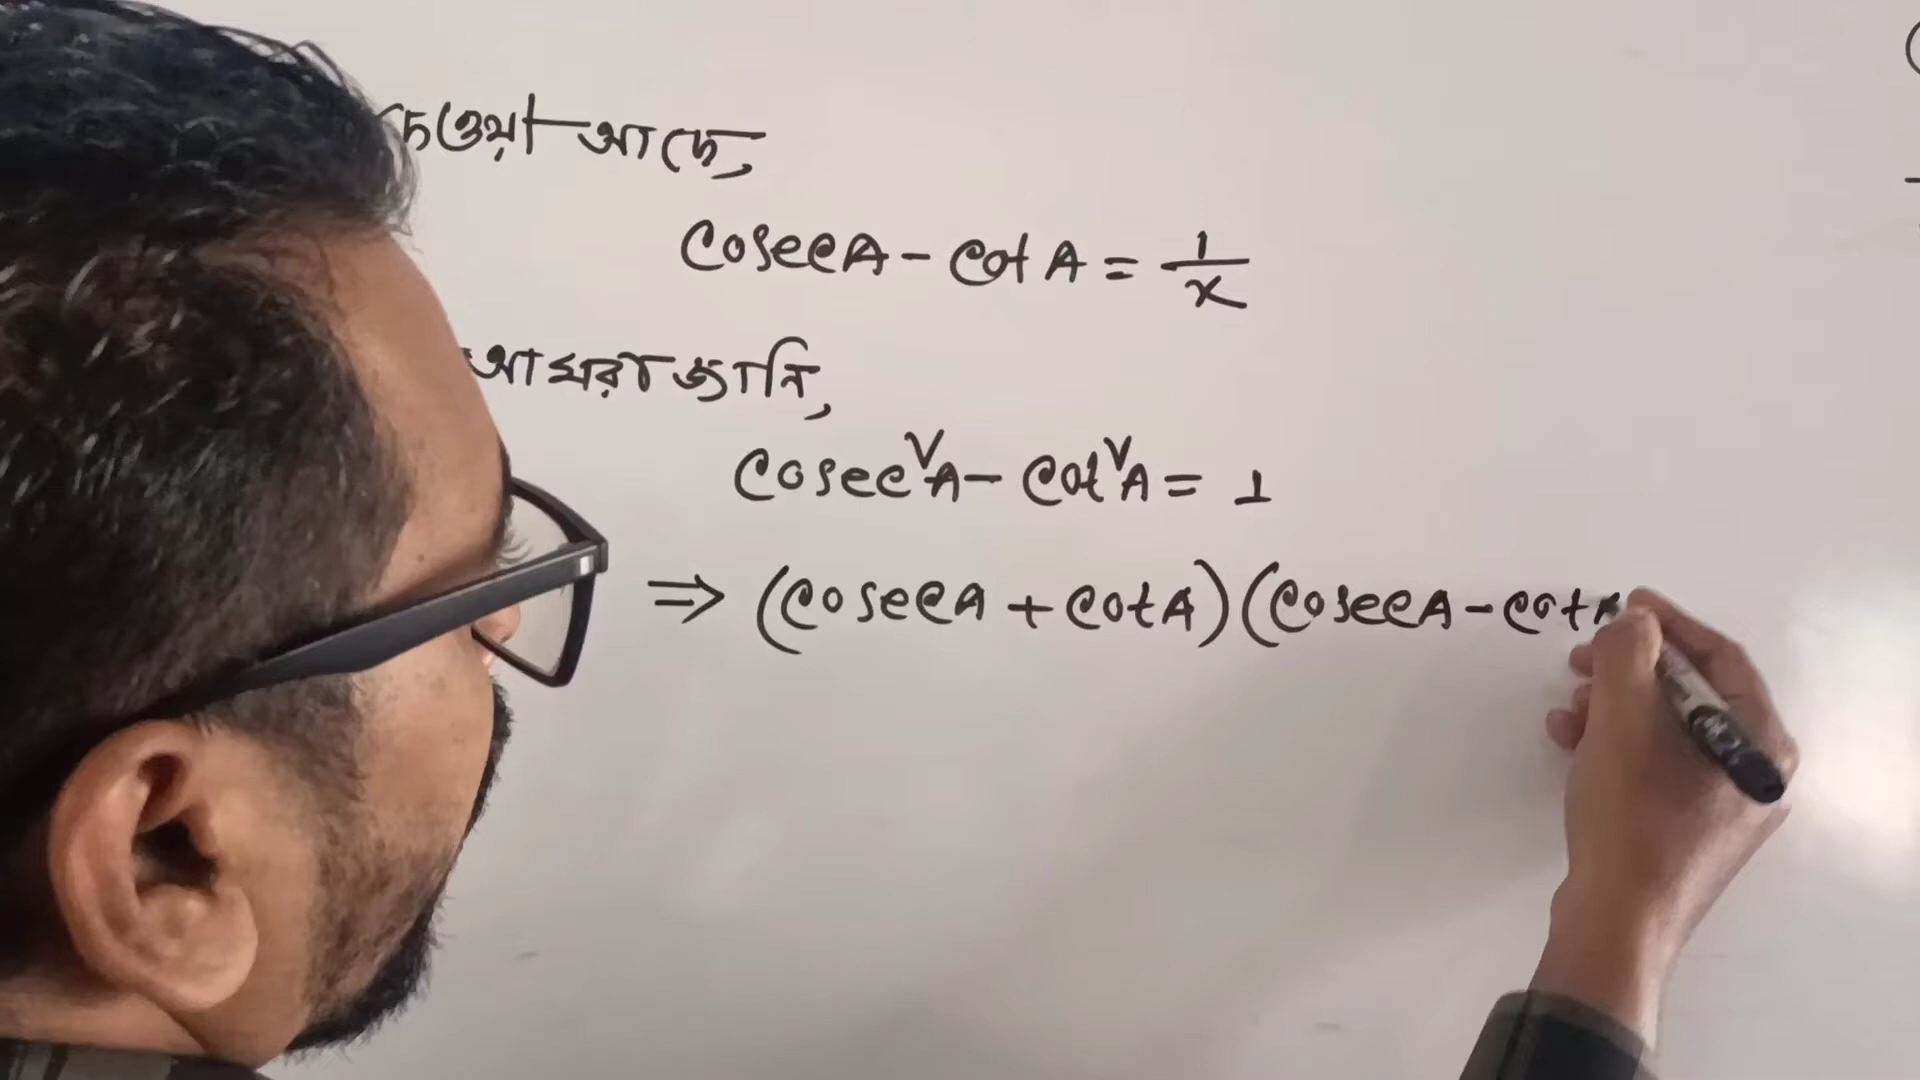 দেওয়া আছে,
cosecA - cot A = 1/x
আমরা জানি,
cosec²A - cot²A = 1
⇒ (cosecA + cotA)(cosecA - cotA